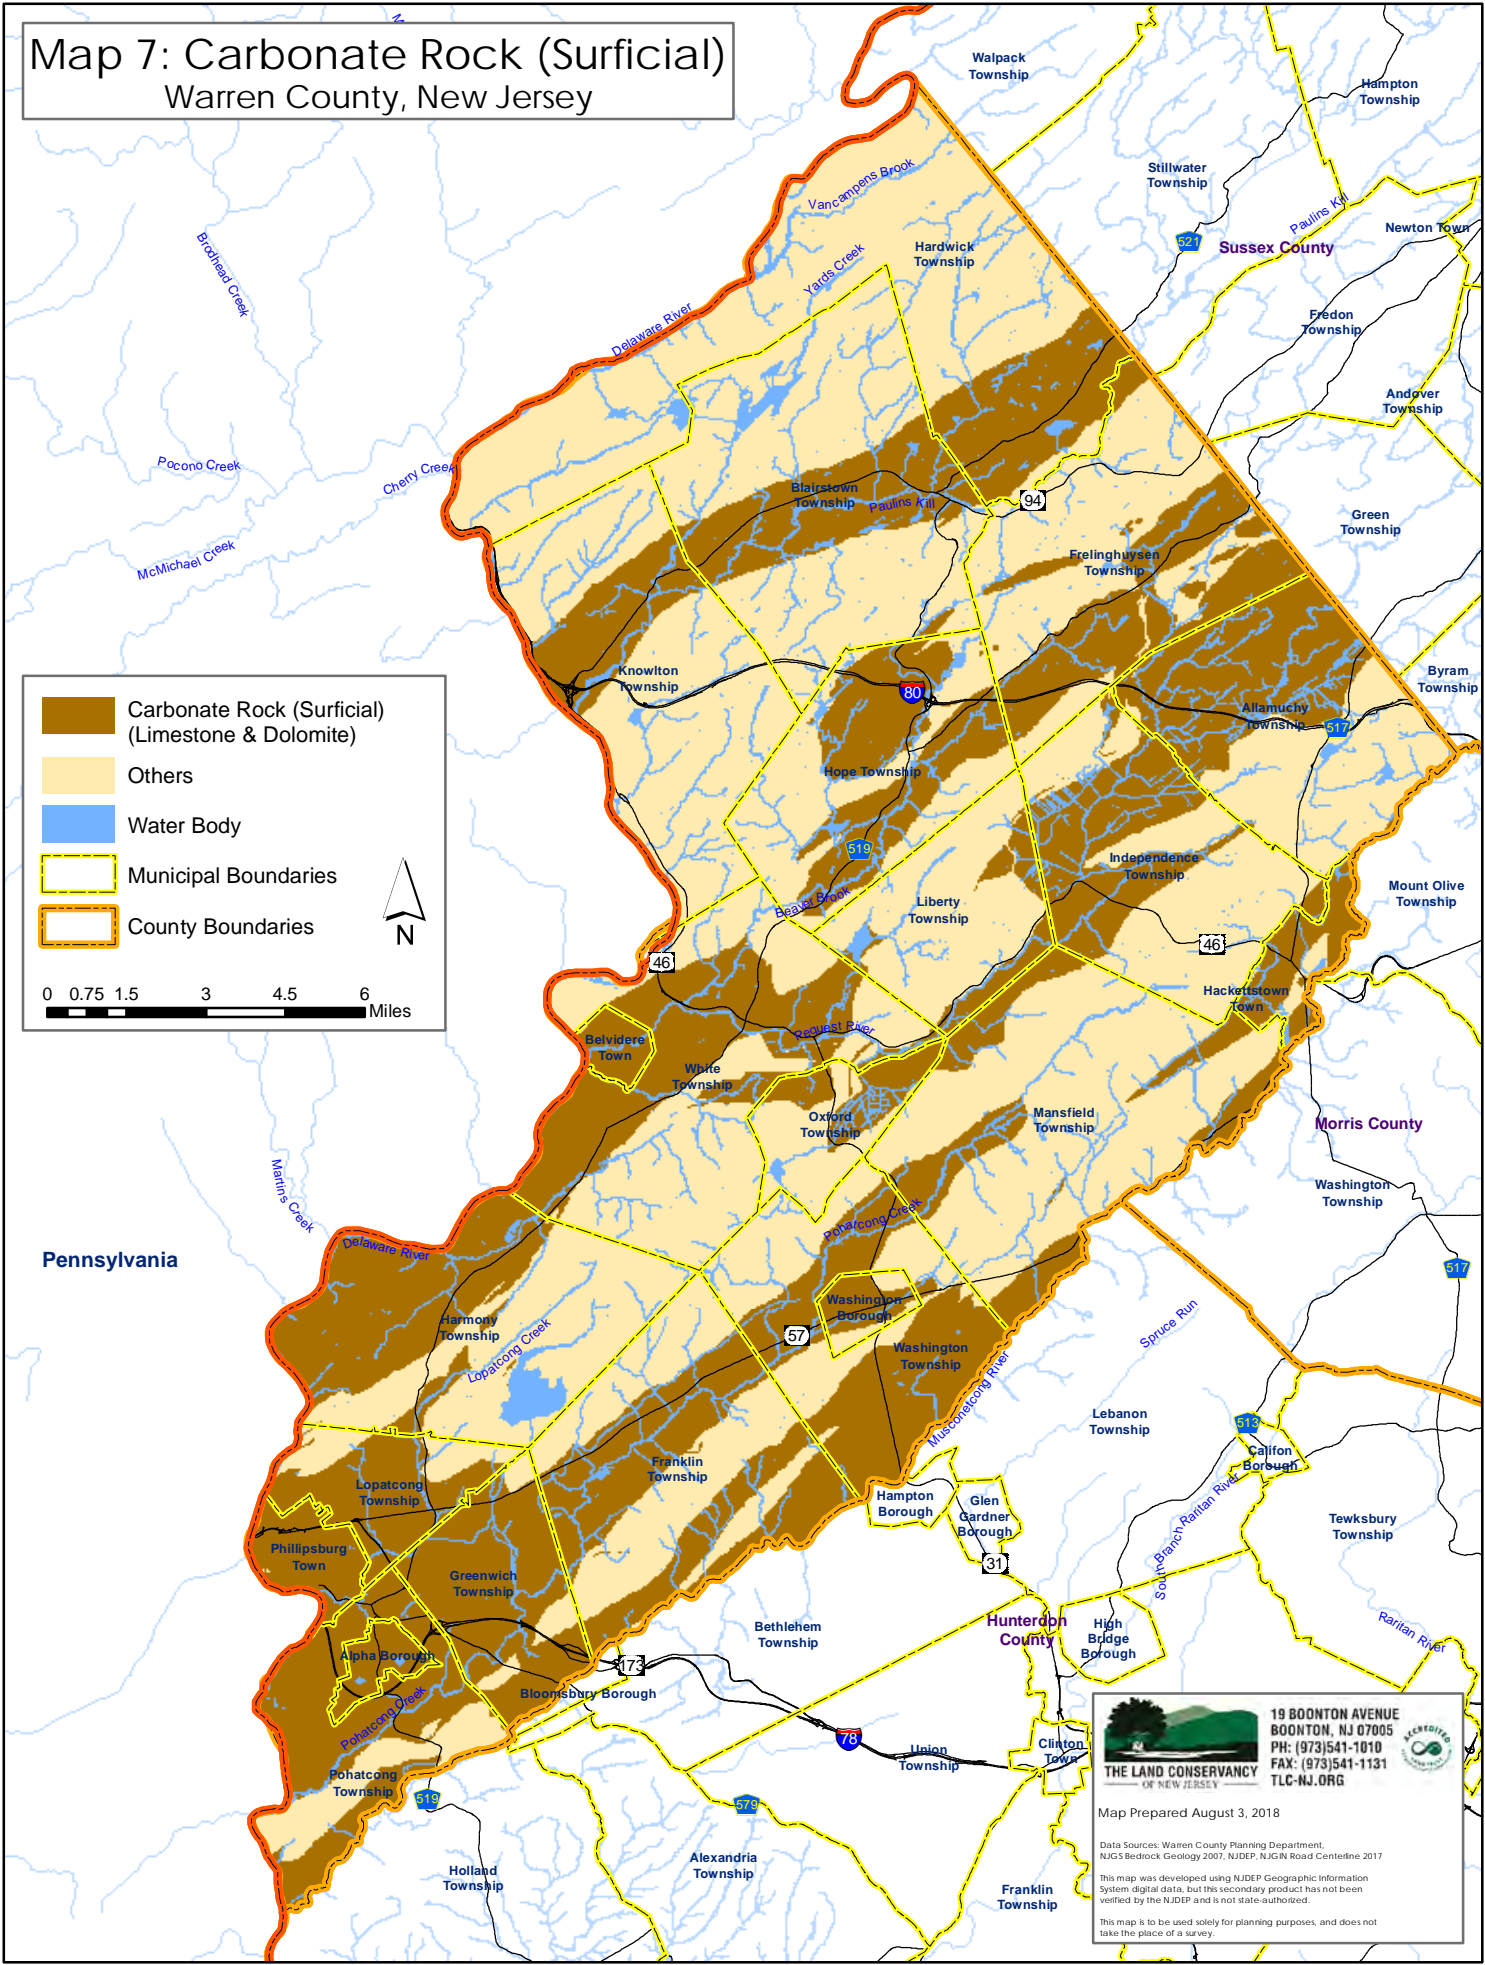 Map 7: Carbonate Rock (Surficial)
Warren County, New Jersey
Walpack
Township
Hampton
Township
Stillwater
Township
Vancampens Brook
Paulins Kill
521
Sussex County
Newton Town
Hardwick
Township
Yards Creek
Brodhead Creek
Delaware River
Fredon
Township
Andover
Township
Pocono Creek
Cherry Creek
Blairstown
Township
Paulins Kill
94
Green
Township
McMichael Creek
Frelinghuysen
Township
Knowlton
Township
80
Byram
Township
Allamuchy
Township
517
Carbonate Rock (Surficial)
(Limestone & Dolomite)
Others
Water Body
Municipal Boundaries
County Boundaries
N
0 0.75 1.5 3 4.5 6
Miles
Hope Township
519
Independence
Township
Beaver Brook
Liberty
Township
Mount Olive
Township
46
46
Hackettstown
Town
Belvidere
Town
Request River
White
Township
Oxford
Township
Mansfield
Township
Morris County
Martins Creek
Washington
Township
Pohatcong Creek
Pennsylvania
Delaware River
517
Washington
Borough
Harmony
Township
Lopatcong Creek
57
Washington
Township
Spruce Run
Musconetcong River
Lebanon
Township
513
Califon
Borough
Franklin
Township
Lopatcong
Township
Hampton
Borough
Glen
Gardner
Borough
South Branch Raritan River
Tewksbury
Township
Phillipsburg
Town
31
Greenwich
Township
Bethlehem
Township
Hunterdon
County
High
Bridge
Borough
Raritan River
Alpha Borough
173
Bloomsbury Borough
Pohatcong Creek
78
Union
Township
Clinton
Town
Pohatcong
Township
519
579
Holland
Township
Alexandria
Township
Franklin
Township
THE LAND CONSERVANCY
OF NEW JERSEY
19 BOONTON AVENUE
BOONTON, NJ 07005
PH: (973)541-1010
FAX: (973)541-1131
TLC-NJ.ORG
ACCREDITED
Map Prepared August 3, 2018
Data Sources: Warren County Planning Department,
NJGS Bedrock Geology 2007, NJDEP, NJGIN Road Centerline 2017
This map was developed using NJDEP Geographic Information
System digital data, but this secondary product has not been
verified by the NJDEP and is not state-authorized.
This map is to be used solely for planning purposes, and does not
take the place of a survey.